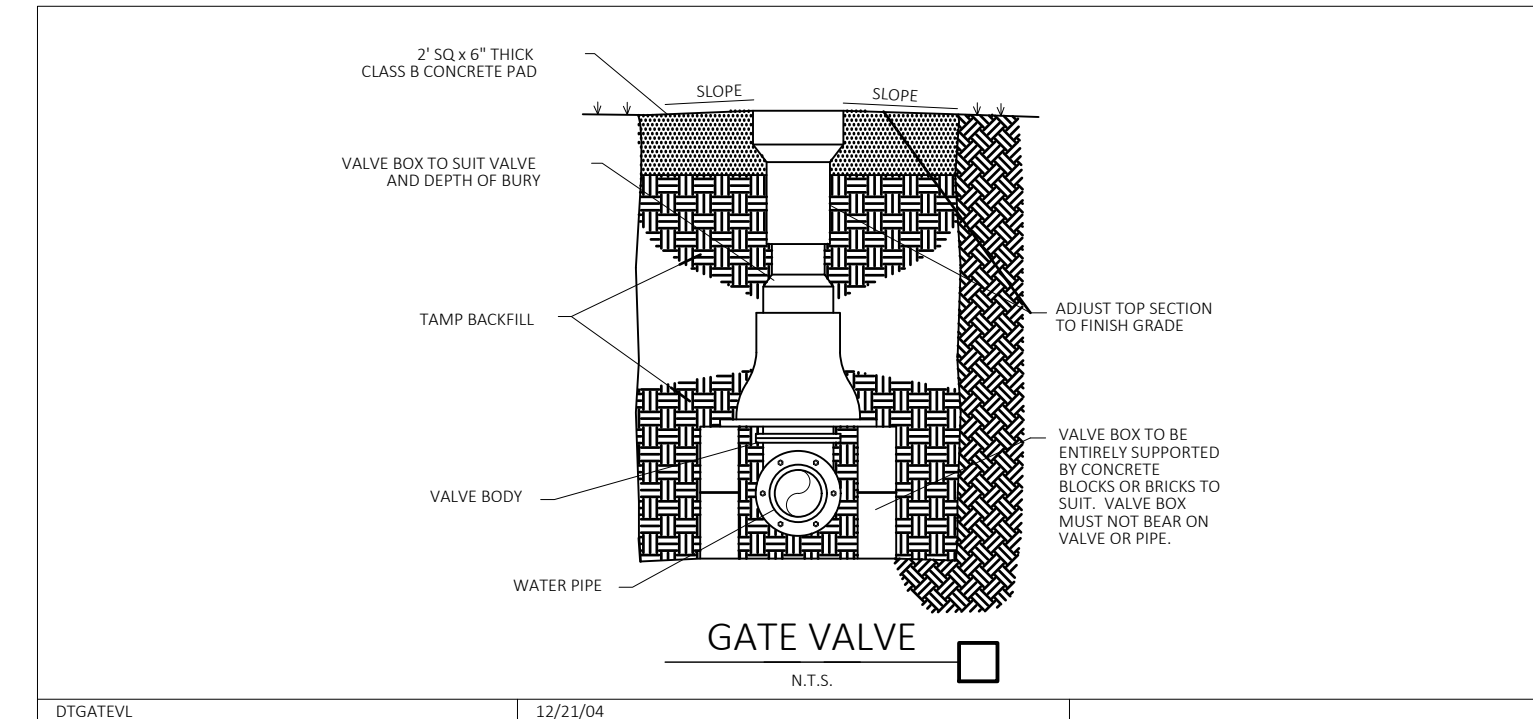 2' SQ x 6" THICK
CLASS B CONCRETE PAD
SLOPE
SLOPE
VALVE BOX TO SUIT VALVE
AND DEPTH OF BURY
TAMP BACKFILL
ADJUST TOP SECTION
TO FINISH GRADE
VALVE BODY
VALVE BOX TO BE
ENTIRELY SUPPORTED
BY CONCRETE
BLOCKS OR BRICKS TO
SUIT. VALVE BOX
MUST NOT BEAR ON
VALVE OR PIPE.
WATER PIPE
GATE VALVE
N.T.S.
DTGATEVL
12/21/04